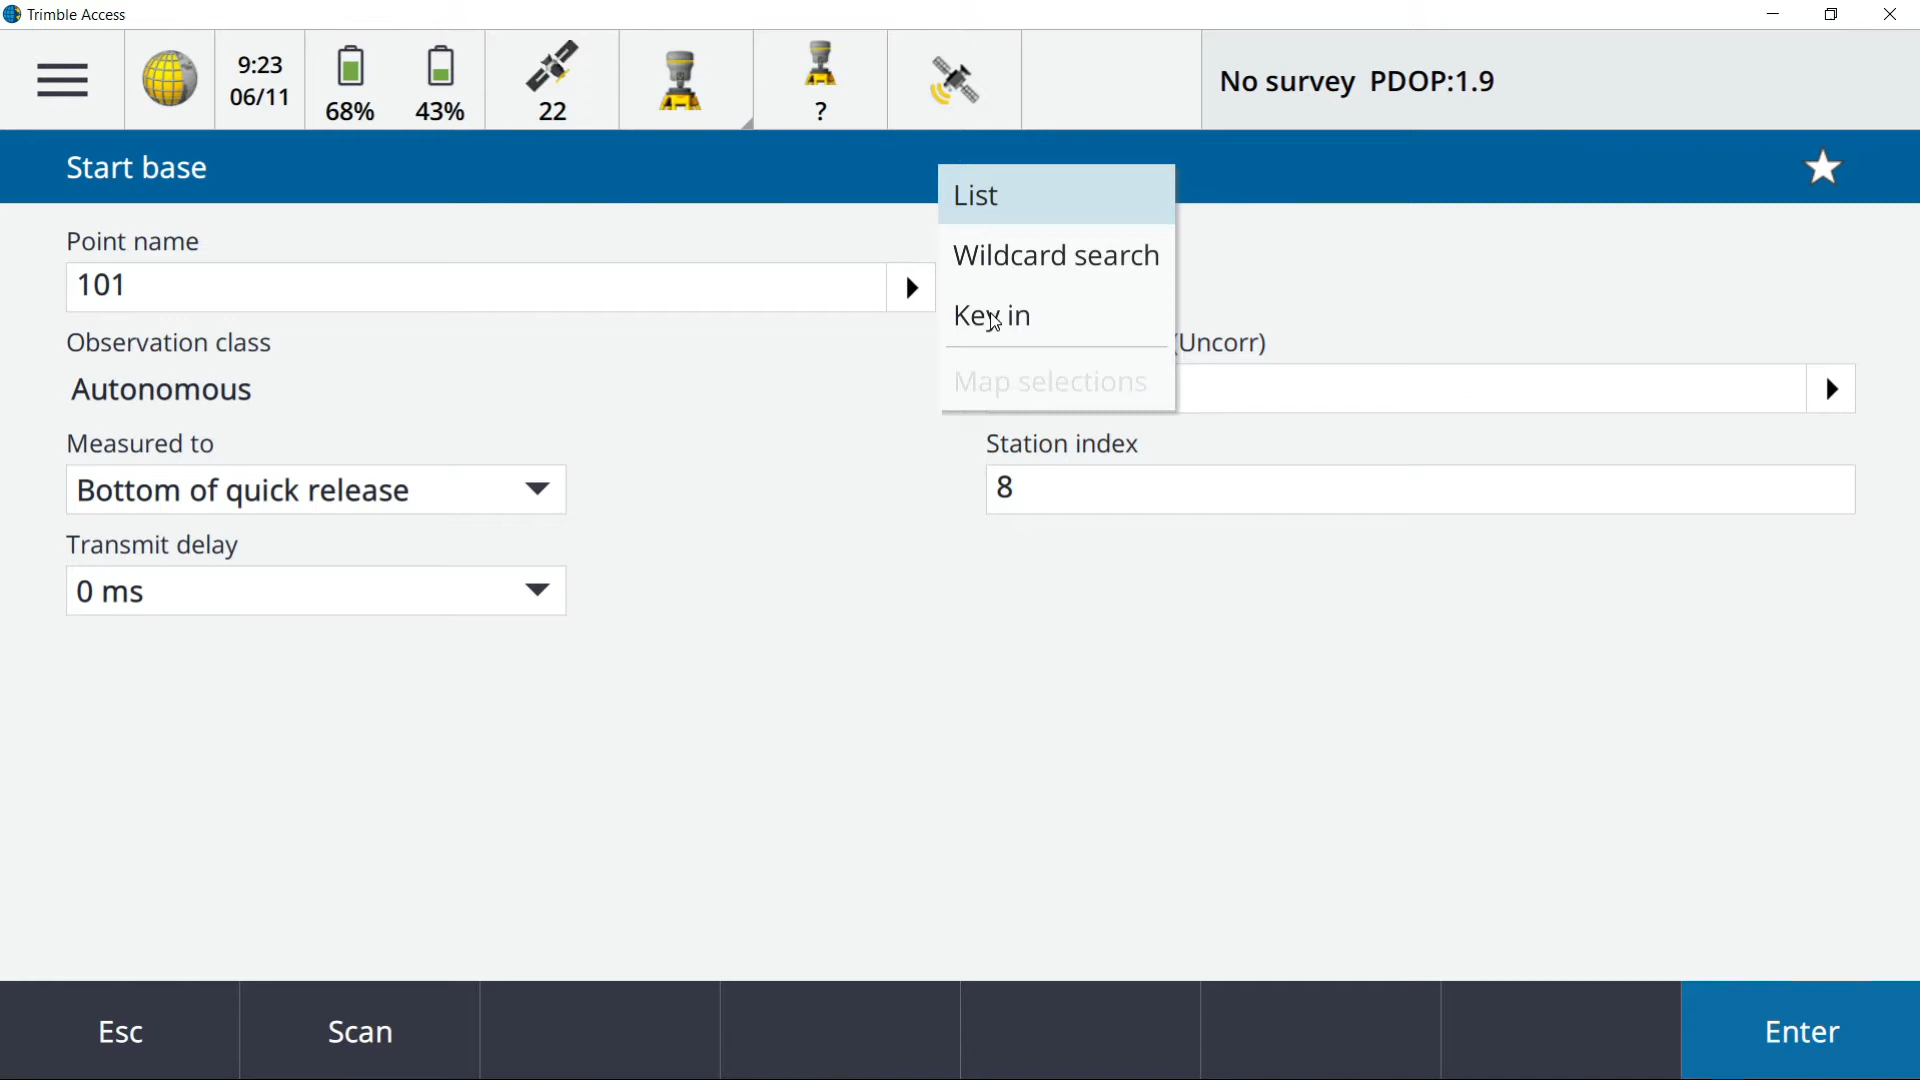 Trimble Access
9:23
06/11
68%
43%
22
?
No survey PDOP:1.9
Start base
List
Wildcard search
Key in
Map selections
Point name
101
Observation class
Autonomous
(Uncorr)
Measured to
Bottom of quick release
Station index
8
Transmit delay
0 ms
Esc
Scan
Enter